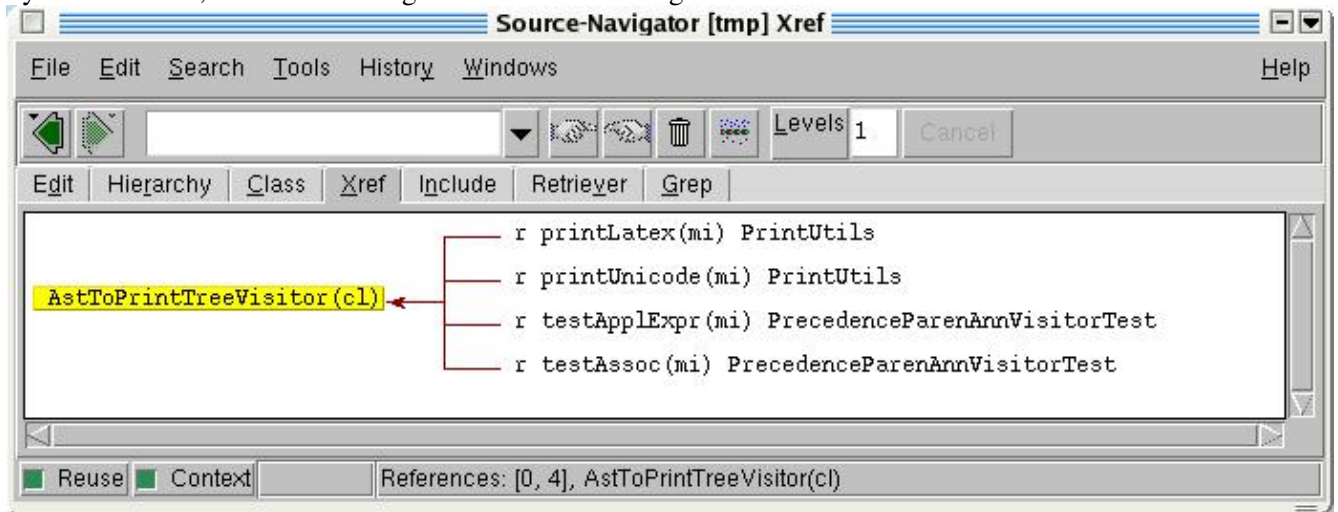 Source-Navigator [tmp] Xref
File Edit Search Tools History Windows Help
Levels 1 Cancel
Edit Hierarchy Class Xref Include Retriever Grep
r printLatex(mi) PrintUtils
r printUnicode(mi) PrintUtils
AstToPrintTreeVisitor(cl)
r testApplExpr(mi) PrecedenceParenAnnVisitorTest
r testAssoc(mi) PrecedenceParenAnnVisitorTest
Reuse Context References: [0, 4], AstToPrintTreeVisitor(cl)